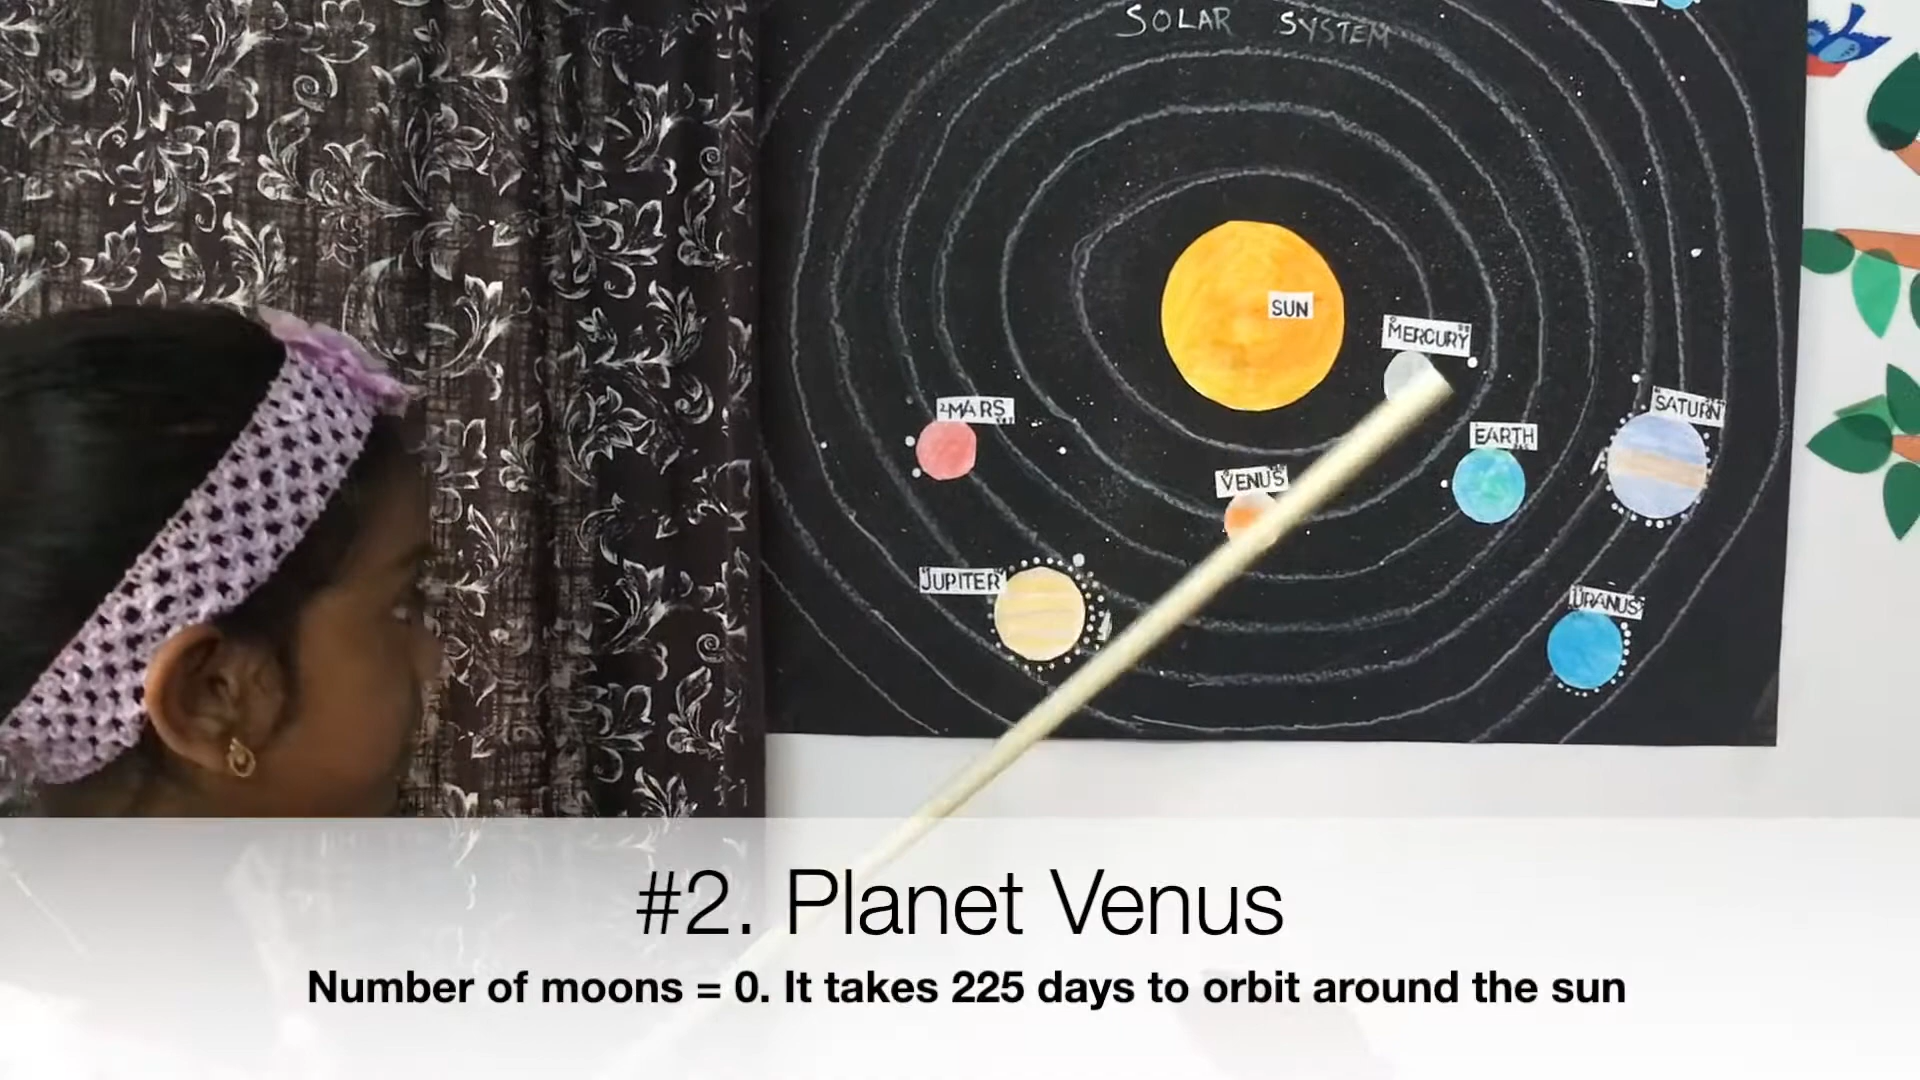 SOLAR SYSTEM
SUN
MERCURY
MARS
SATURN
EARTH
VENUS
JUPITER
URANUS
#2. Planet Venus
Number of moons = 0. It takes 225 days to orbit around the sun